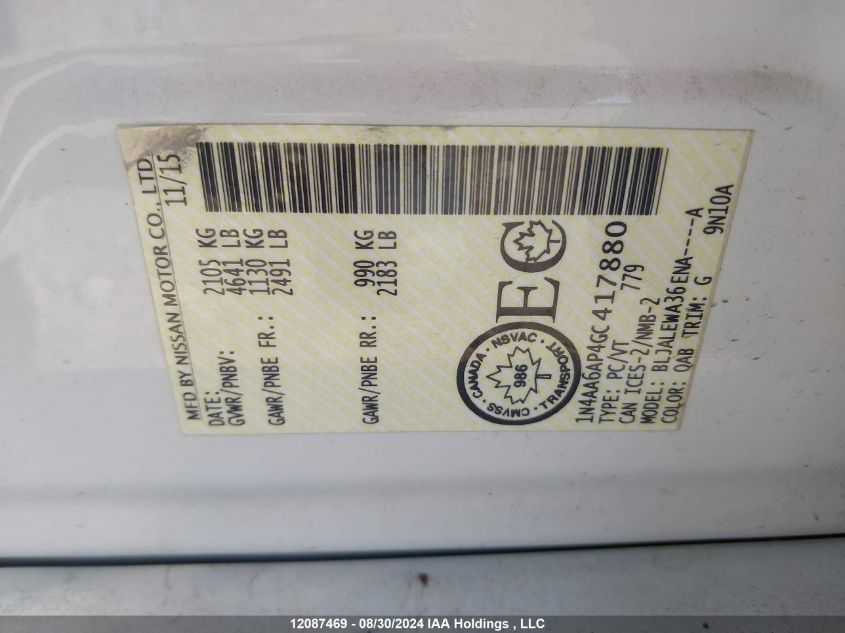 MFD BY NISSAN MOTOR CO., LTD.
DATE: 11/15
GVWR/PNBV: 2105 KG
4641 LB
GAWR/PNBE FR.: 1130 KG
2491 LB
GAWR/PNBE RR.: 990 KG
2183 LB
CANADA · NSVAC · TRANSPORT · CMVSS
986
T
EC
1N4AA6AP4GC417880
TYPE: PC/VT 779
CAN ICES-2/NMB-2
MODEL: BLJALEWA36ENA-----A
COLOR: QAB TRIM: G 9N10A
12087469 - 08/30/2024 IAA Holdings , LLC